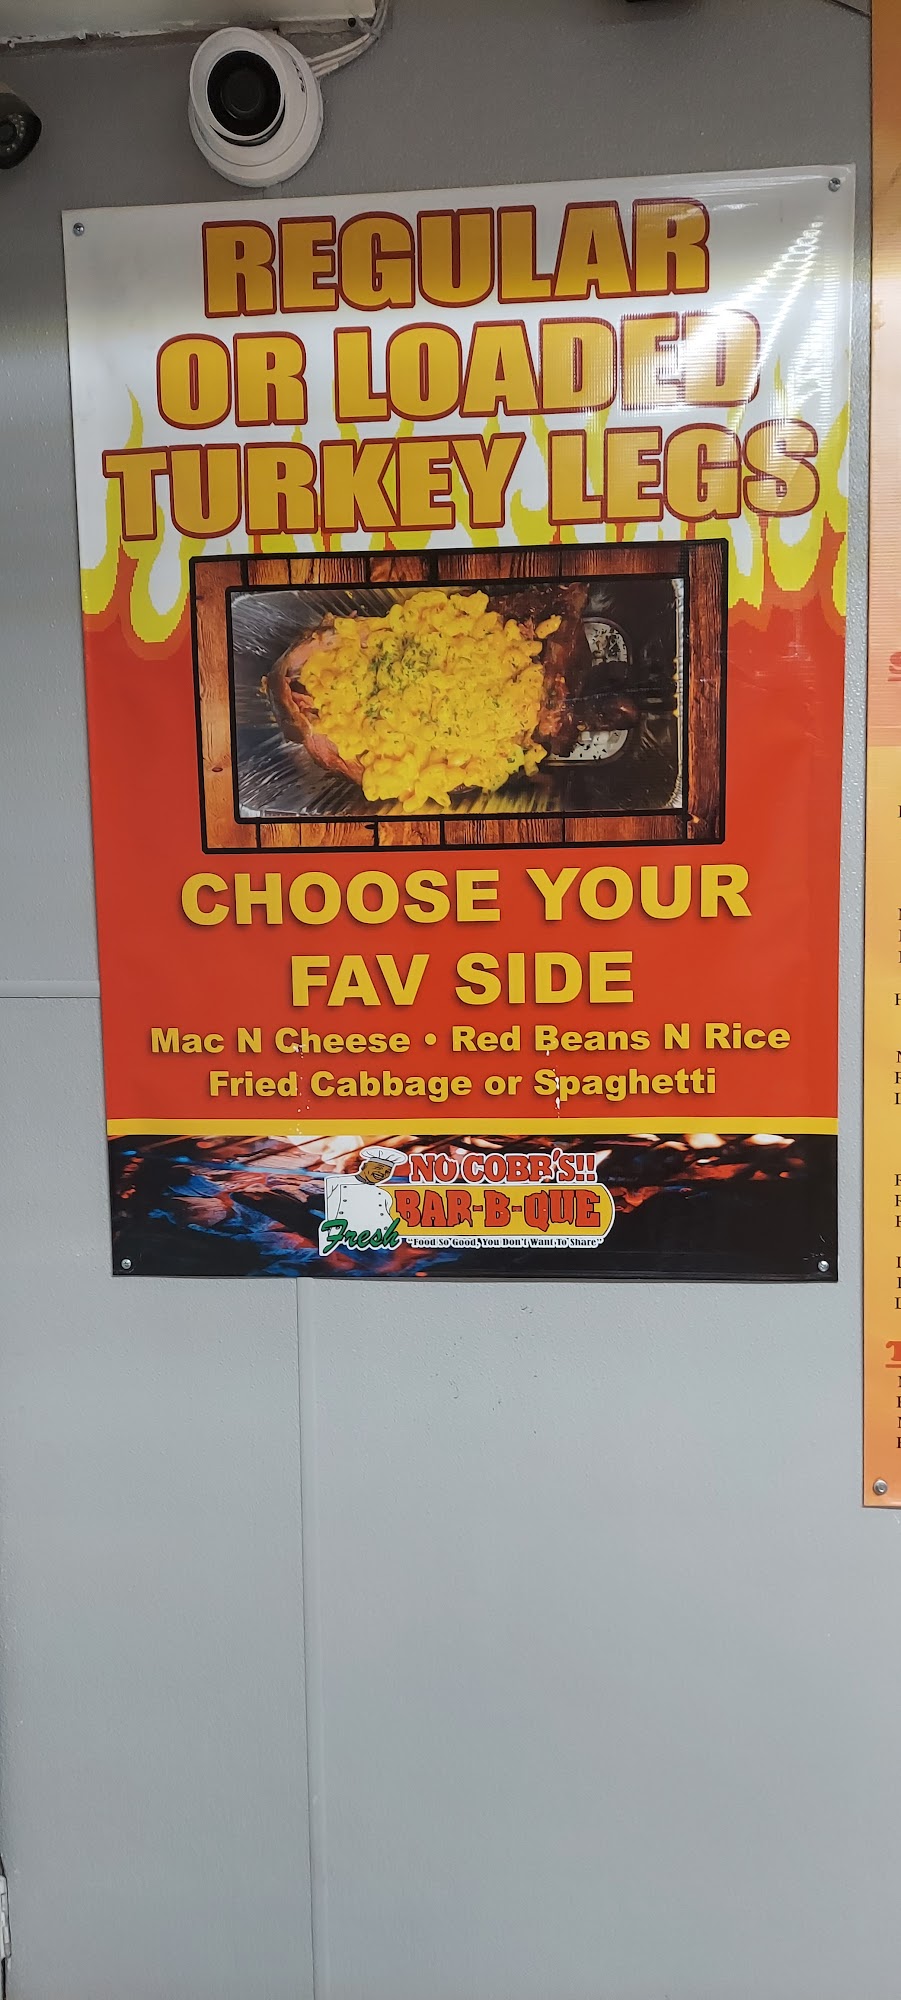 REGULAR
OR LOADED
TURKEY LEGS
CHOOSE YOUR
FAV SIDE
Mac N Cheese • Red Beans N Rice
Fried Cabbage or Spaghetti
NO COBB'S!!
BAR-B-QUE
Fresh
"Food So Good, You Don't Want To Share"